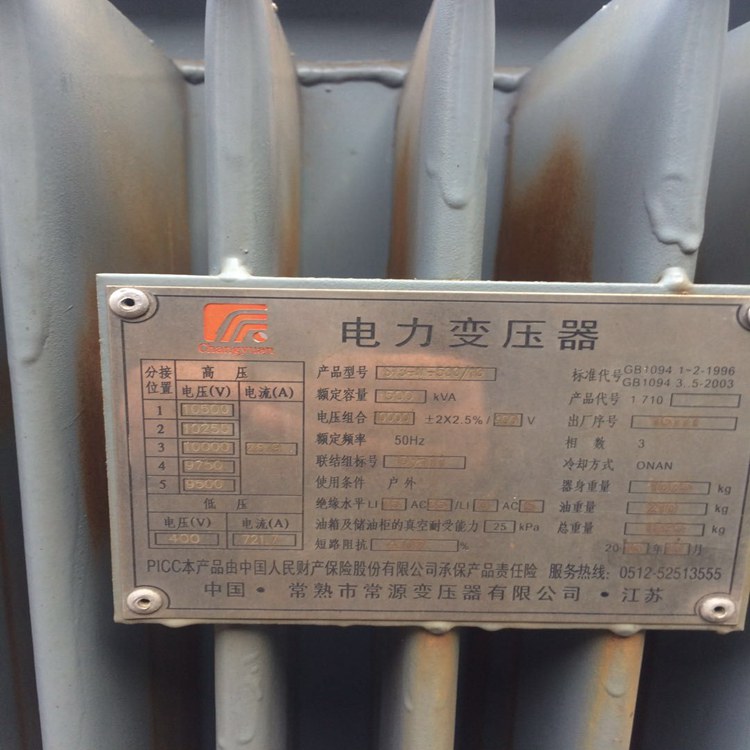 Changyuan
电力变压器
分接位置 高压
电压(V) 电流(A)
1 10500
2 10250
3 10000
4 9750
5 9500
低压
电压(V) 电流(A)
400
产品型号
额定容量 kVA
电压组合 ±2X2.5%/ V
额定频率 50Hz
联结组标号
使用条件 户外
绝缘水平 LI AC /LI AC
油箱及储油柜的真空耐受能力 25 kPa
短路阻抗 %
标准代号 GB1094 1-2-1996
GB1094 3.5-2003
产品代号 1 710
出厂序号
相数 3
冷却方式 ONAN
器身重量 kg
油重量 kg
总重量 kg
20 年 月
PICC本产品由中国人民财产保险股份有限公司承保产品责任险 服务热线: 0512-52513555
中国·常熟市常源变压器有限公司·江苏